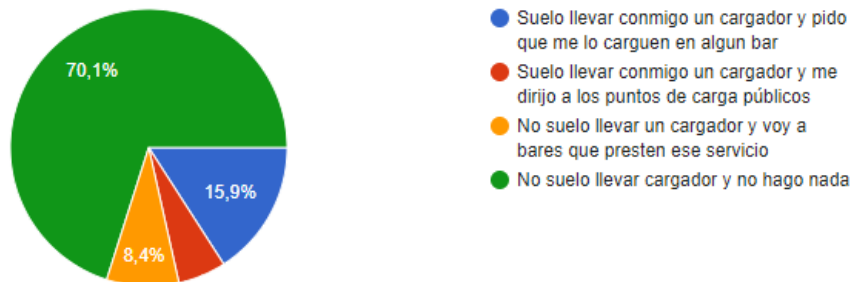 70,1%
15,9%
8,4%
Suelo llevar conmigo un cargador y pido
que me lo carguen en algun bar
Suelo llevar conmigo un cargador y me
dirijo a los puntos de carga públicos
No suelo llevar un cargador y voy a
bares que presten ese servicio
No suelo llevar cargador y no hago nada